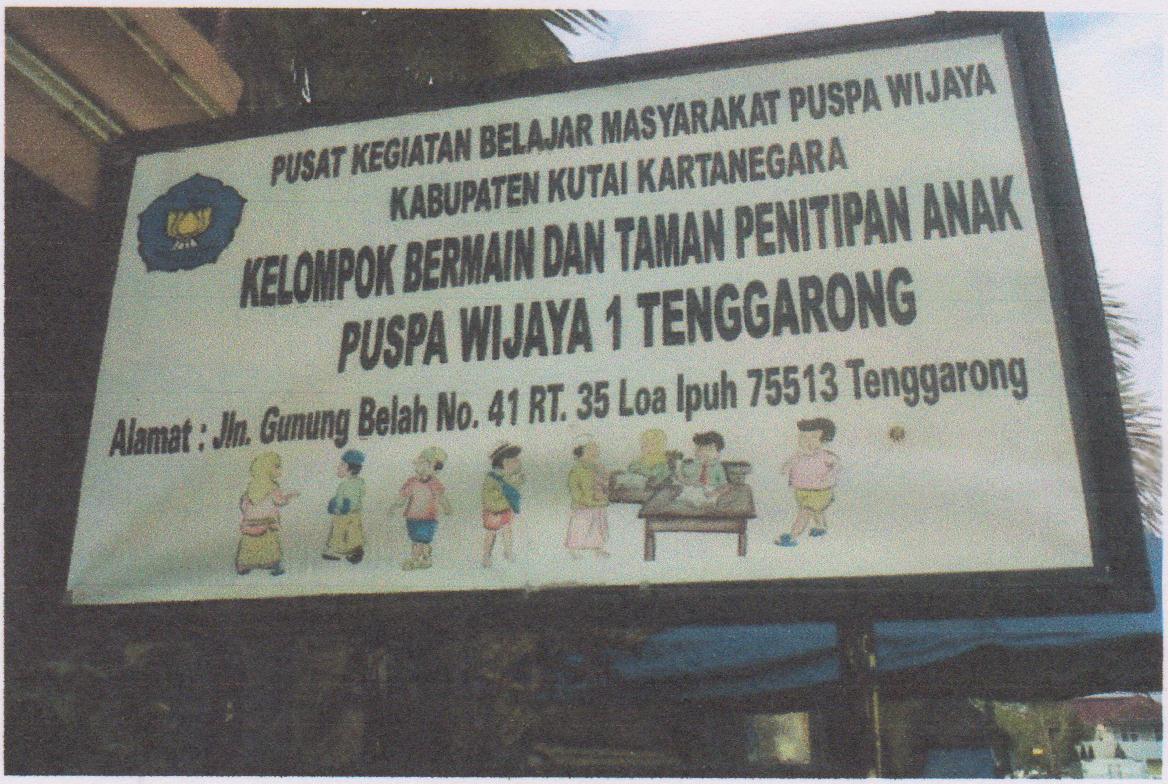 PUSAT KEGIATAN BELAJAR MASYARAKAT PUSPA WIJAYA
KABUPATEN KUTAI KARTANEGARA
KELOMPOK BERMAIN DAN TAMAN PENITIPAN ANAK
PUSPA WIJAYA 1 TENGGARONG
Alamat : Jln. Gunung Belah No. 41 RT. 35 Loa Ipuh 75513 Tenggarong